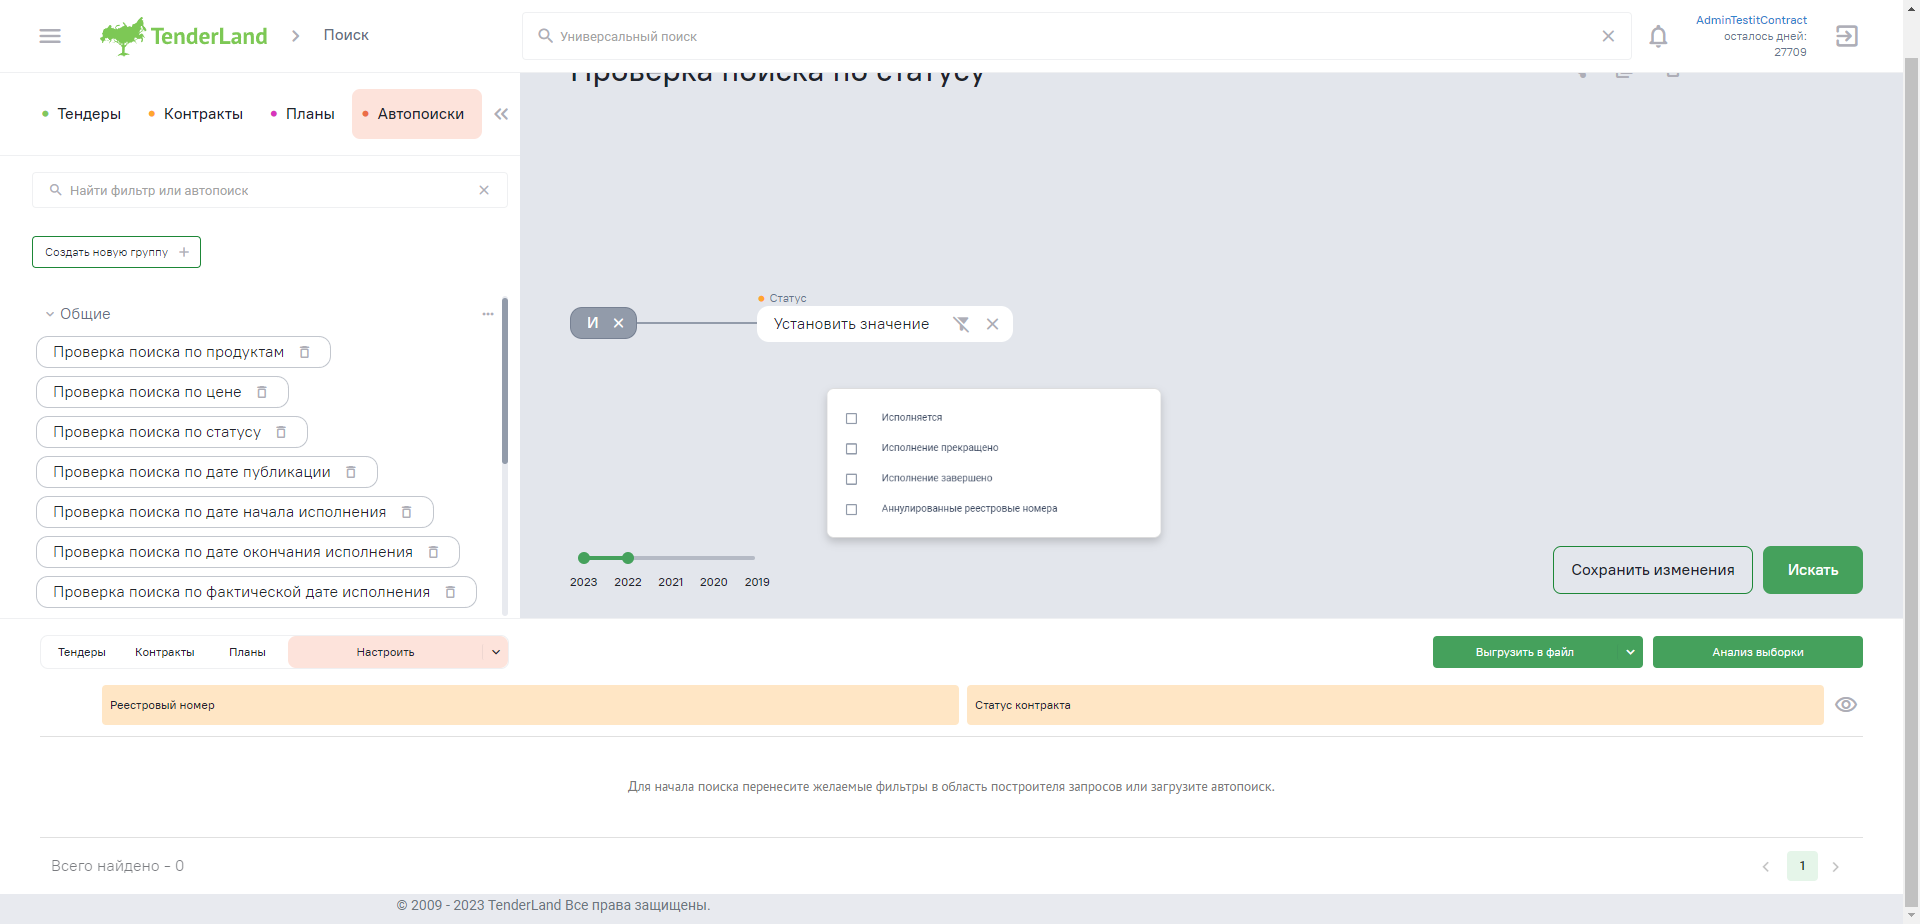 TenderLand
Поиск
Универсальный поиск
AdminTestitContract
осталось дней:
27709
Тендеры
Контракты
Планы
Автопоиски
Проверка поиска по статусу
Найти фильтр или автопоиск
Создать новую группу
Общие
Проверка поиска по продуктам
Проверка поиска по цене
Проверка поиска по статусу
Проверка поиска по дате публикации
Проверка поиска по дате начала исполнения
Проверка поиска по дате окончания исполнения
Проверка поиска по фактической дате исполнения
Статус
И
Установить значение
Исполняется
Исполнение прекращено
Исполнение завершено
Аннулированные реестровые номера
2023 2022 2021 2020 2019
Сохранить изменения
Искать
Тендеры
Контракты
Планы
Настроить
Выгрузить в файл
Анализ выборки
Реестровый номер
Статус контракта
Для начала поиска перенесите желаемые фильтры в область построителя запросов или загрузите автопоиск.
Всего найдено - 0
1
© 2009 - 2023 TenderLand Все права защищены.